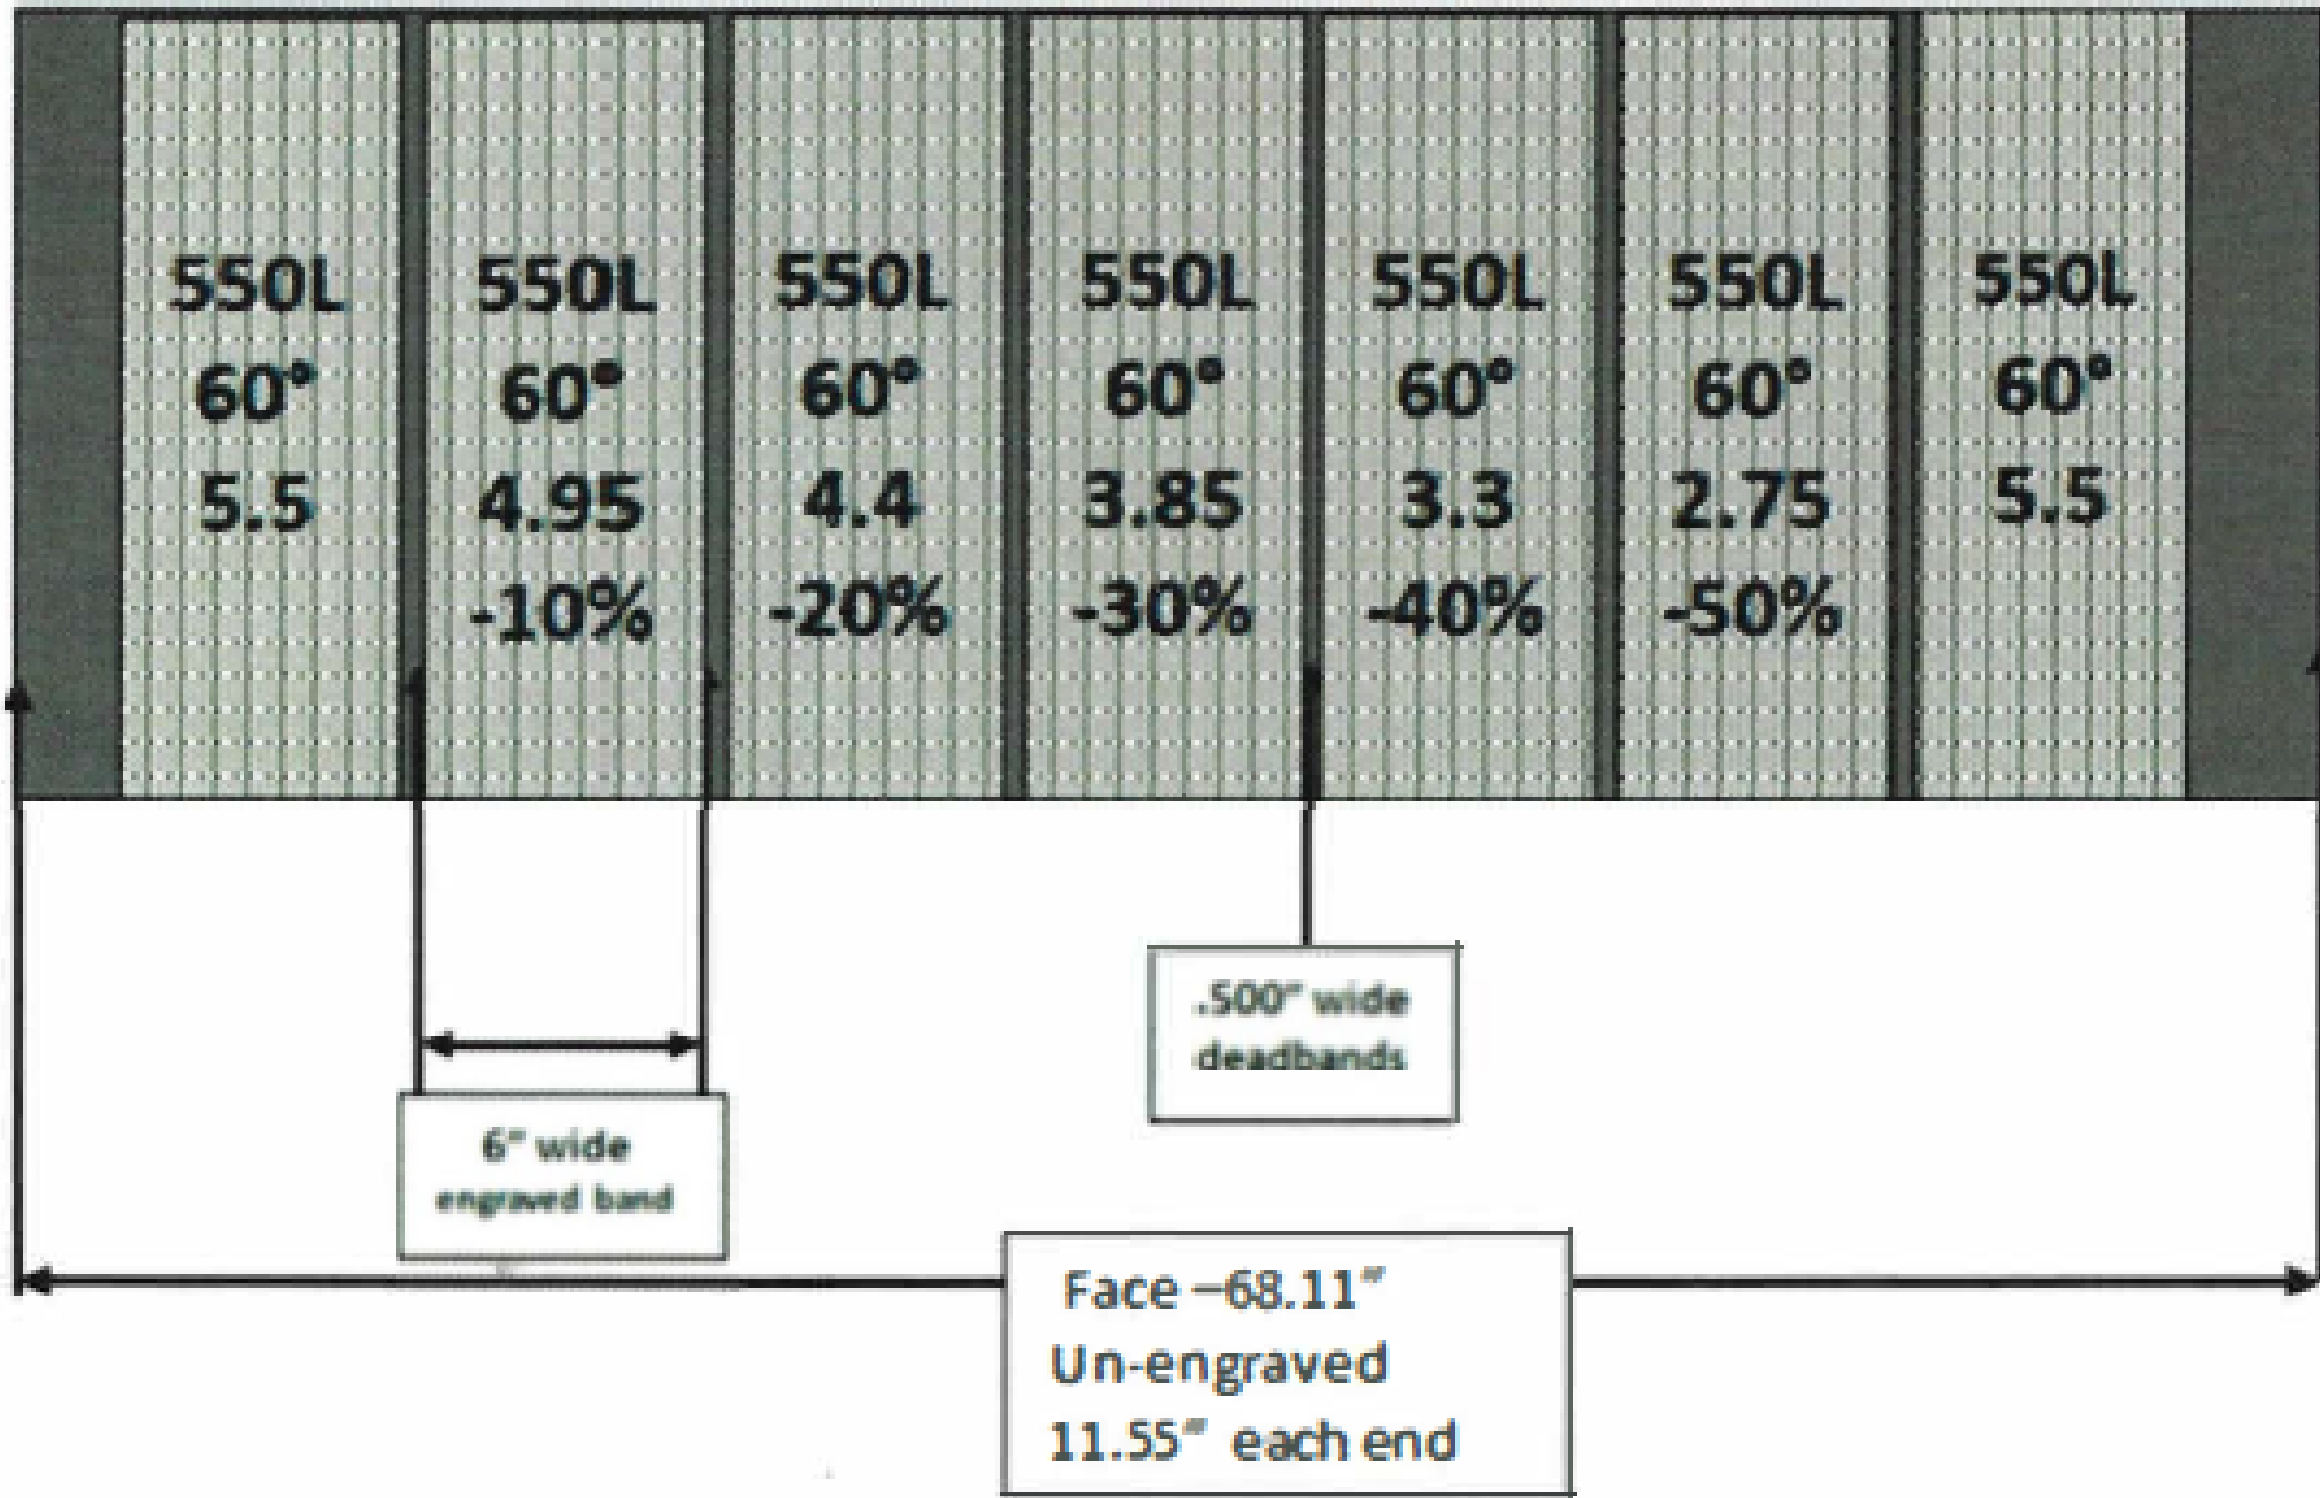 550L
60°
5.5
550L
60°
4.95
-10%
550L
60°
4.4
-20%
550L
60°
3.85
-30%
550L
60°
3.3
-40%
550L
60°
2.75
-50%
550L
60°
5.5
.500" wide
deadbands
6" wide
engraved band
Face –68.11"
Un-engraved
11.55" each end